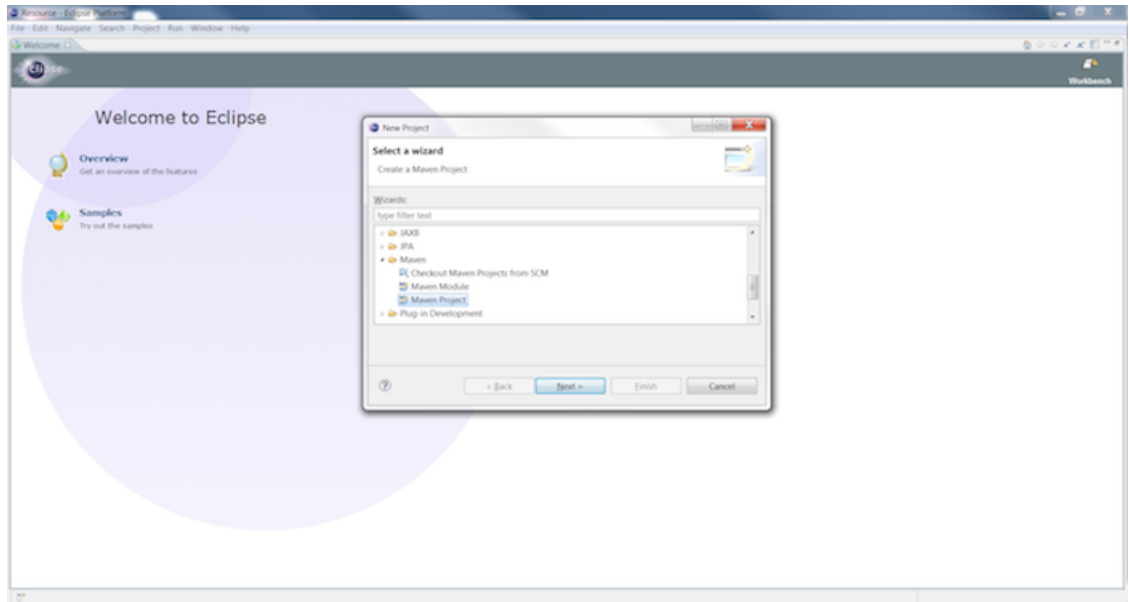 Resource - Eclipse Platform
File Edit Navigate Search Project Run Window Help
Welcome
eclipse
Workbench
Welcome to Eclipse
Overview
Get an overview of the features
Samples
Try out the samples
New Project
Select a wizard
Create a Maven Project
Wizards:
type filter text
JAXB
JPA
Maven
Checkout Maven Projects from SCM
Maven Module
Maven Project
Plug-in Development
?
< Back
Next >
Finish
Cancel